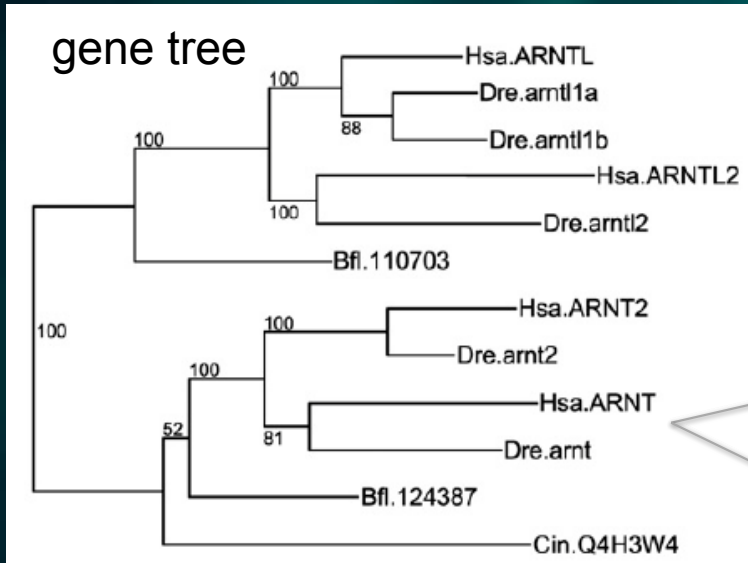 gene tree
Hsa.ARNTL
100
Dre.arntl1a
88
Dre.arntl1b
100
Hsa.ARNTL2
100
Dre.arntl2
Bfl.110703
100
Hsa.ARNT2
100
Dre.arnt2
100
Hsa.ARNT
52
81
Dre.arnt
Bfl.124387
Cin.Q4H3W4